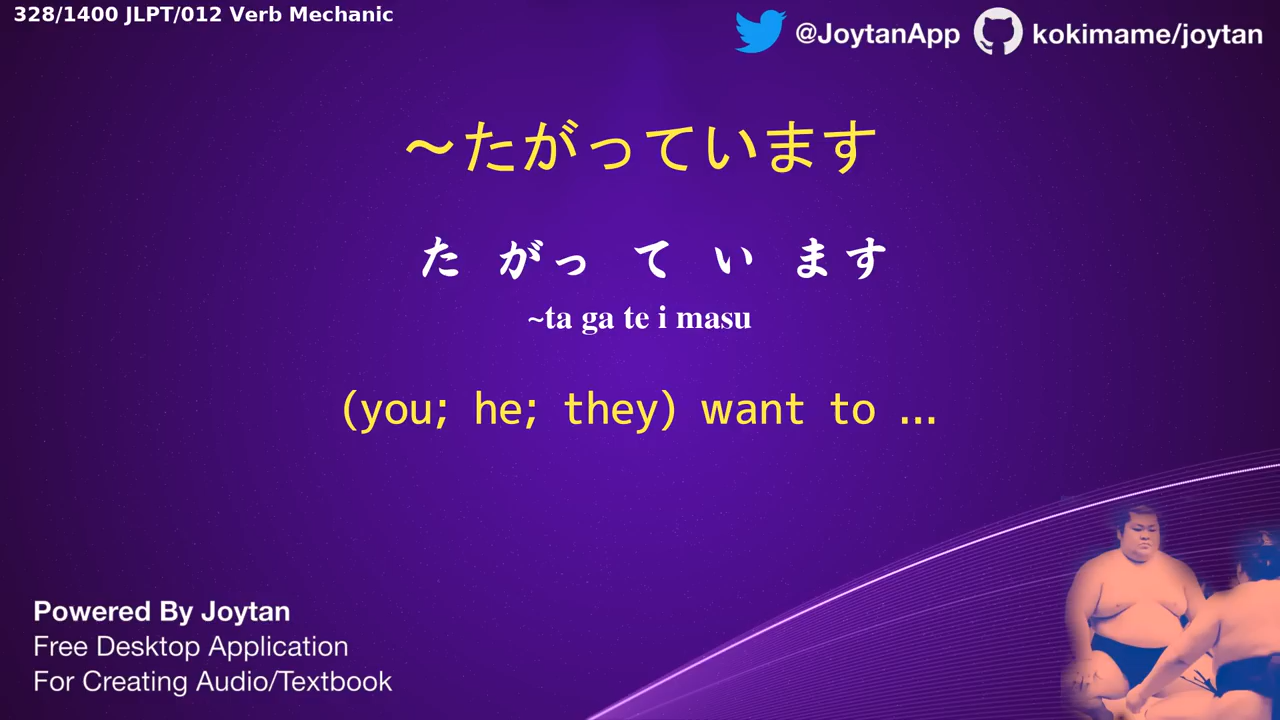 328/1400 JLPT/012 Verb Mechanic
@JoytanApp kokimame/joytan
～たがっています
た がっ て い ます
~ta ga te i masu
(you; he; they) want to ...
Powered By Joytan
Free Desktop Application
For Creating Audio/Textbook